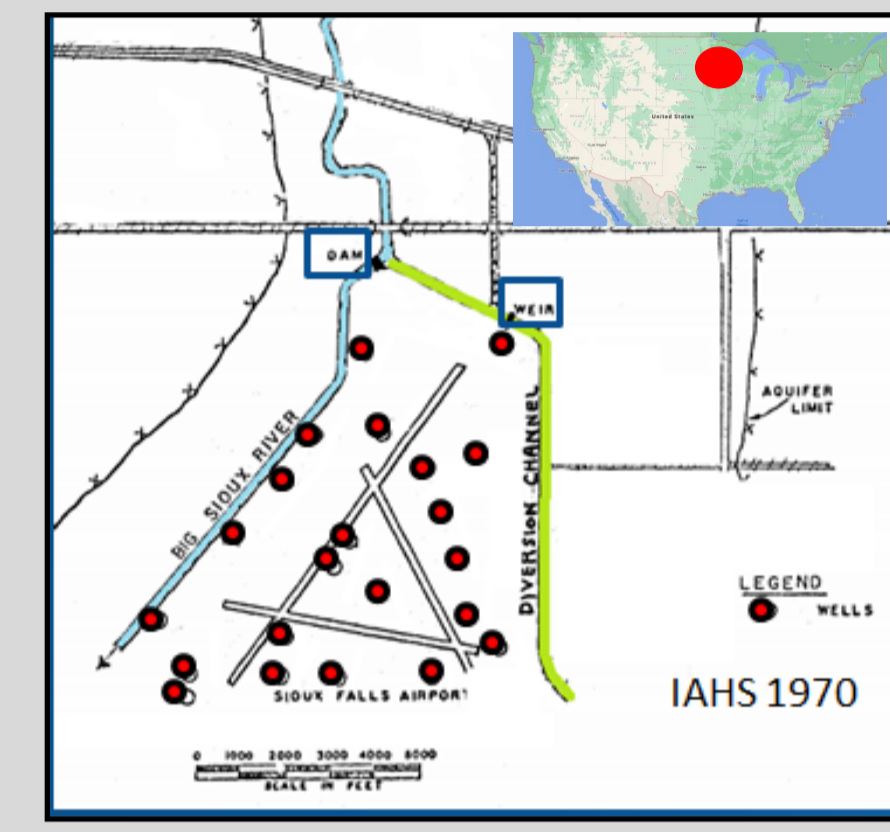 United States
DAM
WEIR
AQUIFER
LIMIT
BIG SIOUX RIVER
DIVERSION CHANNEL
LEGEND
WELLS
SIOUX FALLS AIRPORT
IAHS 1970
0 1000 2000 3000 4000 5000
SCALE IN FEET